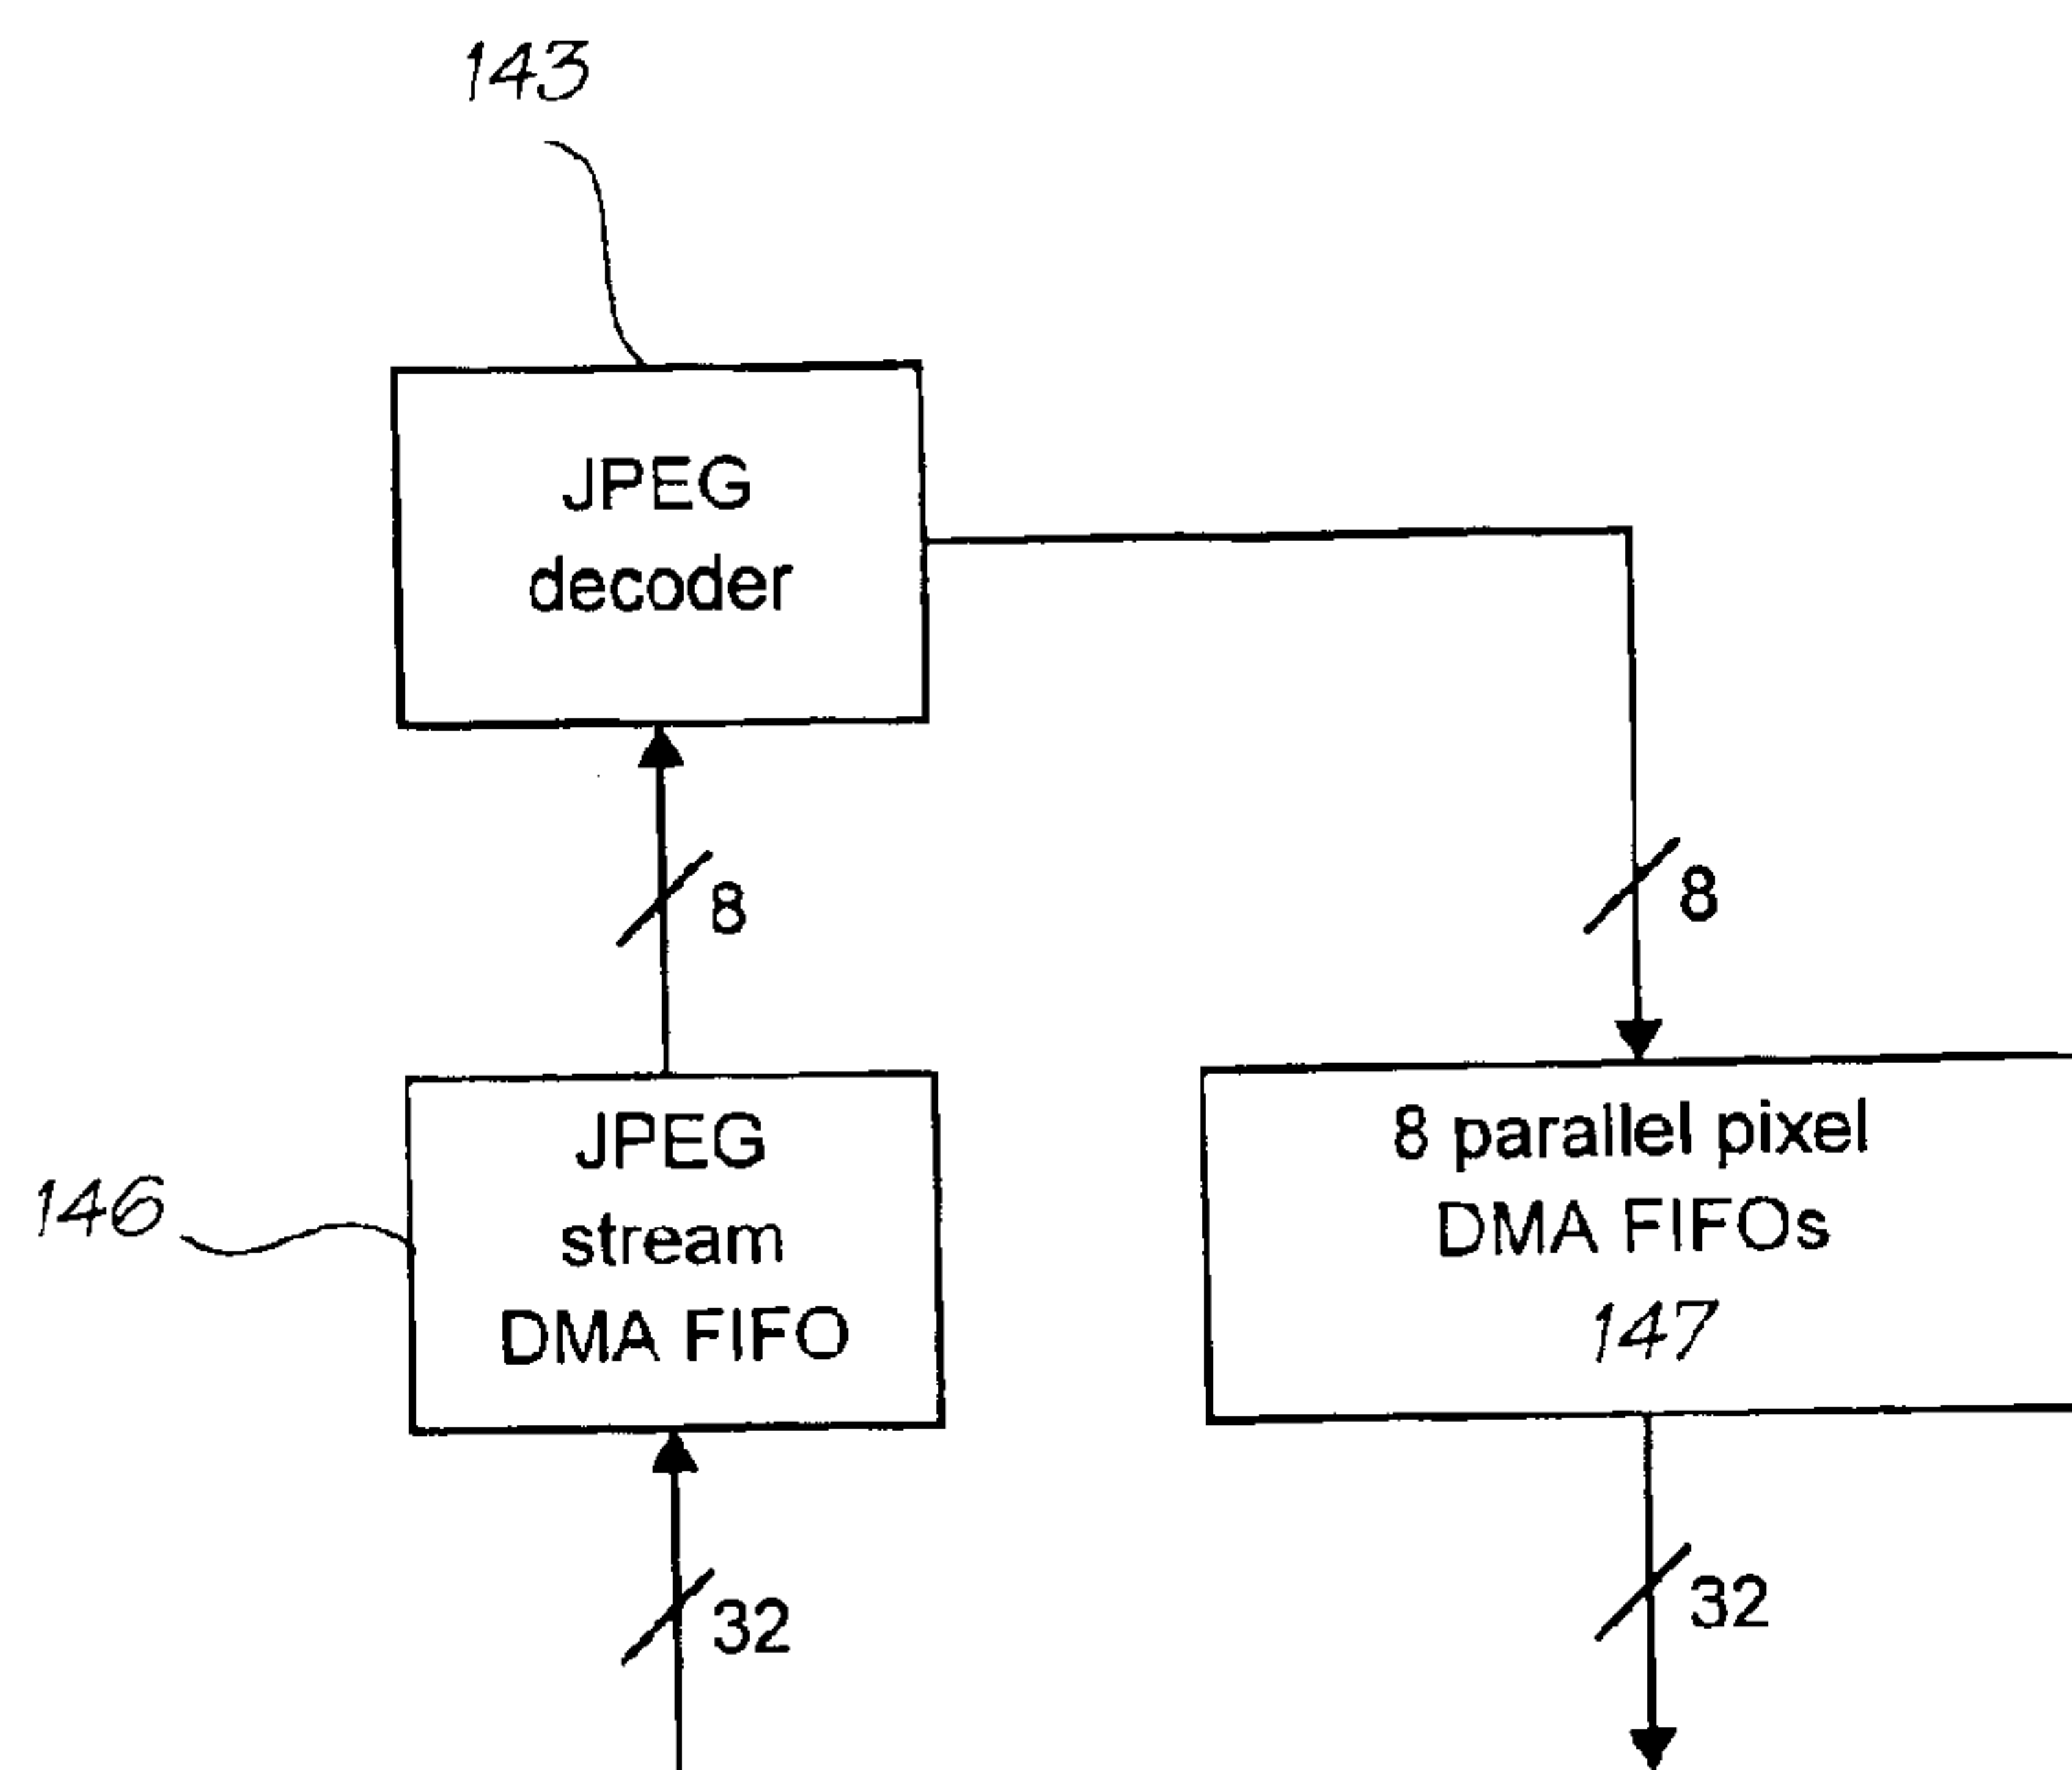 143
JPEG
decoder
8
8
JPEG
stream
DMA FIFO
146
8 parallel pixel
DMA FIFOs
147
32
32